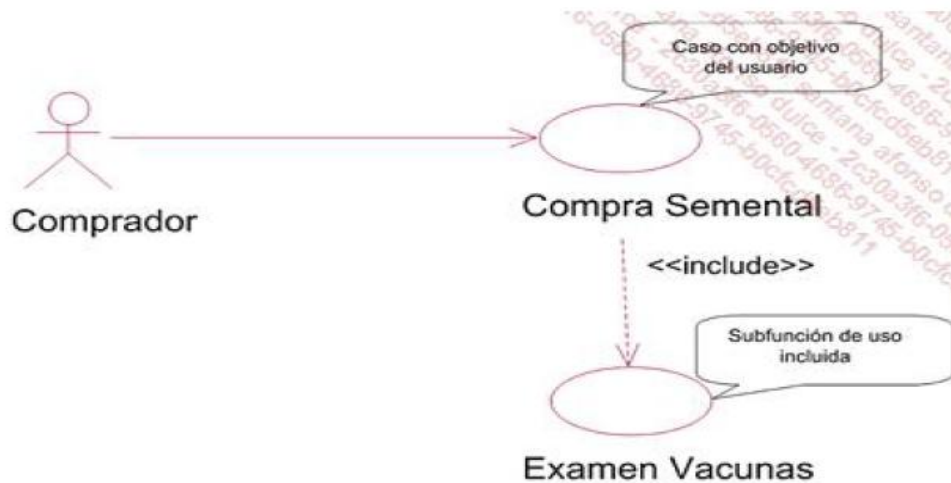 Caso con objetivo
del usuario
Comprador
Compra Semental
<<include>>
Subfunción de uso
incluida
Examen Vacunas